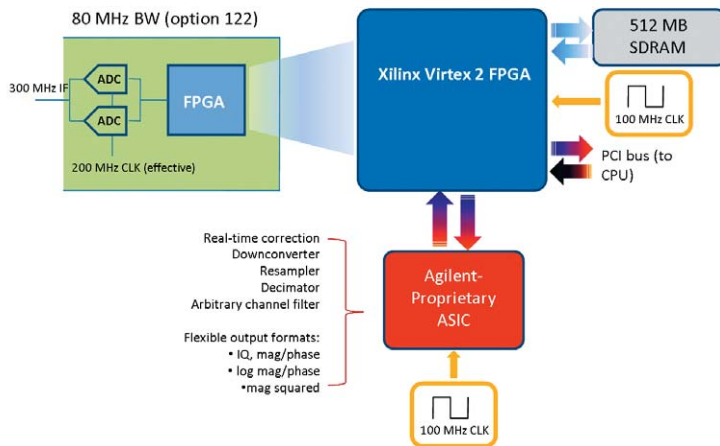 80 MHz BW (option 122)
300 MHz IF
ADC
ADC
FPGA
200 MHz CLK (effective)
Xilinx Virtex 2 FPGA
512 MB
SDRAM
100 MHz CLK
PCI bus (to
CPU)
Real-time correction
Downconverter
Resampler
Decimator
Arbitrary channel filter
Flexible output formats:
• IQ, mag/phase
• log mag/phase
•mag squared
Agilent-
Proprietary
ASIC
100 MHz CLK